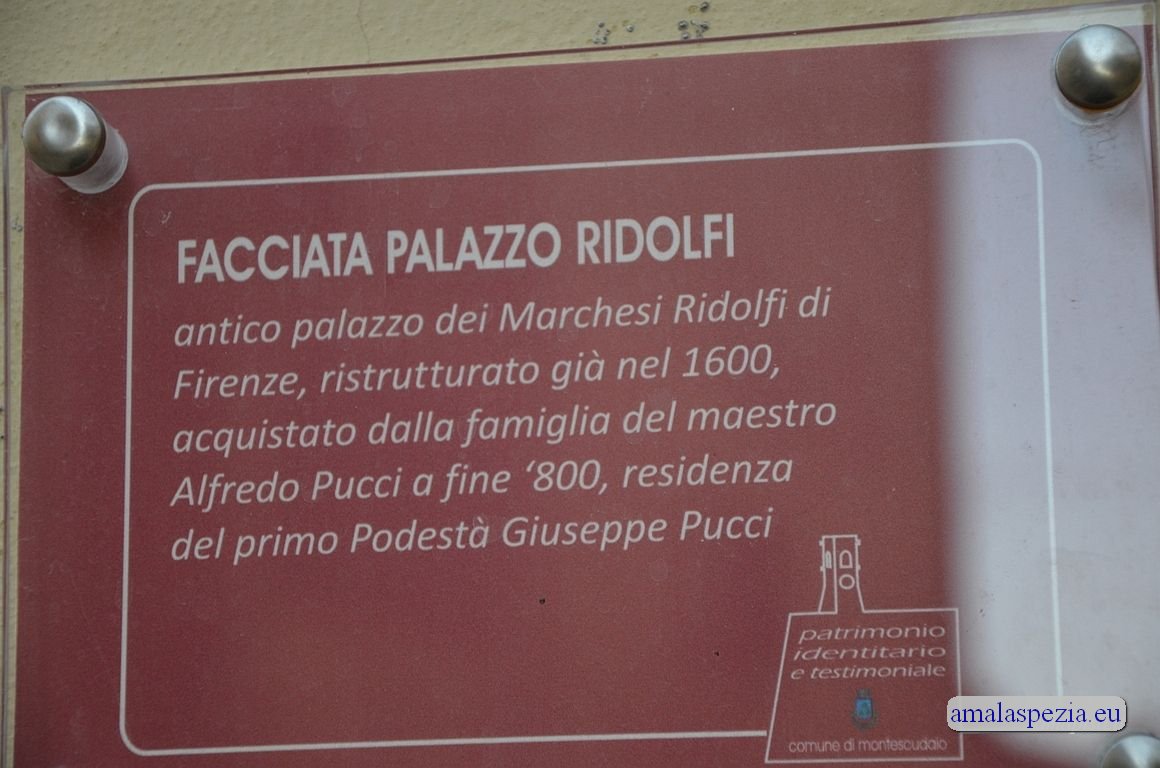 FACCIATA PALAZZO RIDOLFI
antico palazzo dei Marchesi Ridolfi di
Firenze, ristrutturato già nel 1600,
acquistato dalla famiglia del maestro
Alfredo Pucci a fine ‘800, residenza
del primo Podestà Giuseppe Pucci
patrimonio
identitario
e testimoniale
comune di montescudaio
amalaspezia.eu